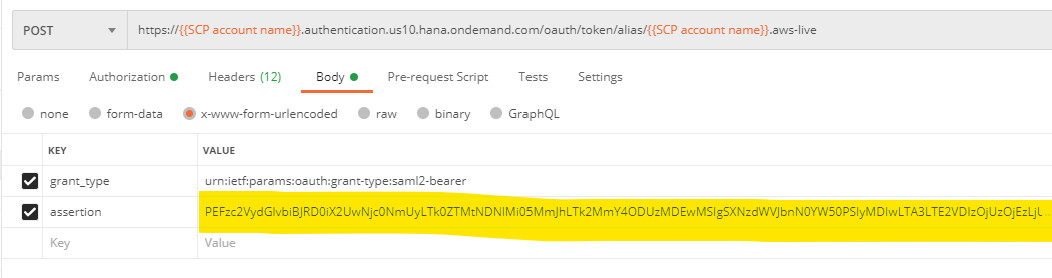 POST https://{{SCP account name}}.authentication.us10.hana.ondemand.com/oauth/token/alias/{{SCP account name}}.aws-live
Params Authorization Headers (12) Body Pre-request Script Tests Settings
none form-data x-www-form-urlencoded raw binary GraphQL
KEY VALUE
grant_type urn:ietf:params:oauth:grant-type:saml2-bearer
assertion
Key Value